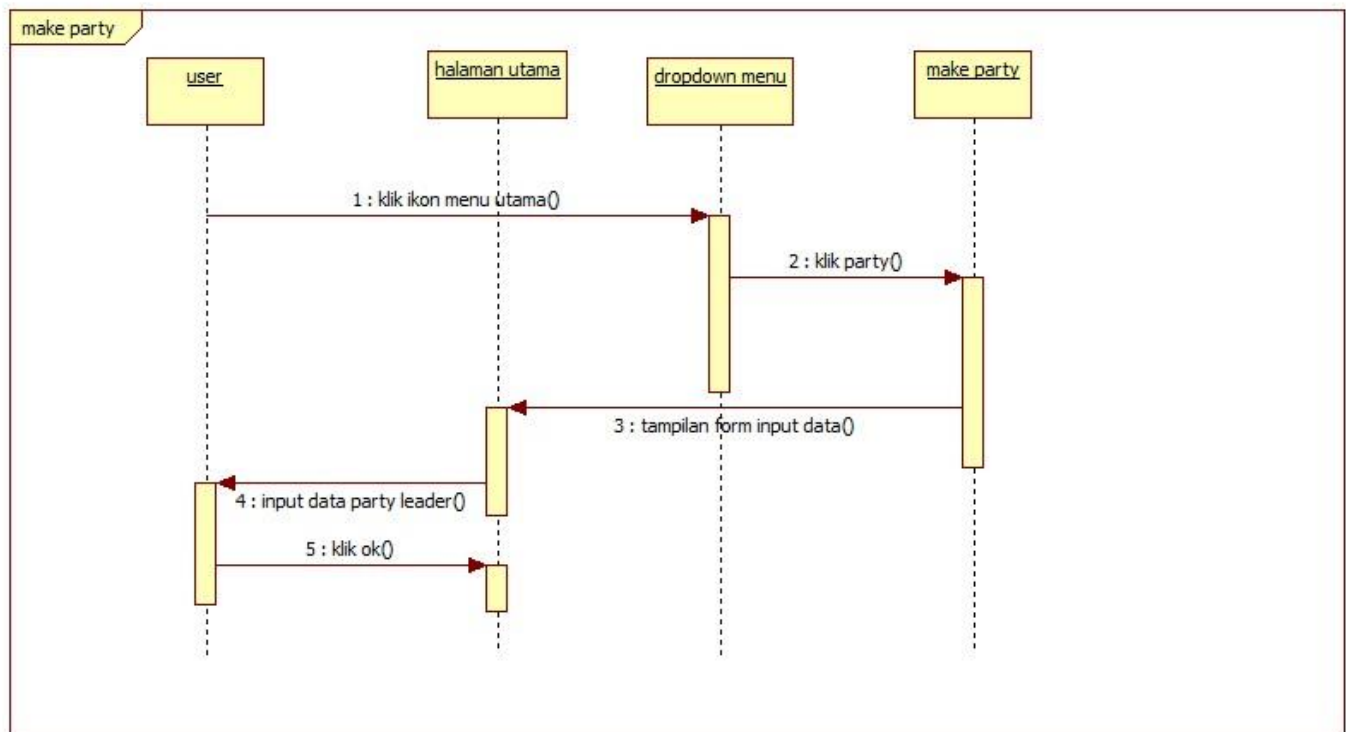 make party
user
halaman utama
dropdown menu
make party
1 : klik ikon menu utama()
2 : klik party()
3 : tampilan form input data()
4 : input data party leader()
5 : klik ok()